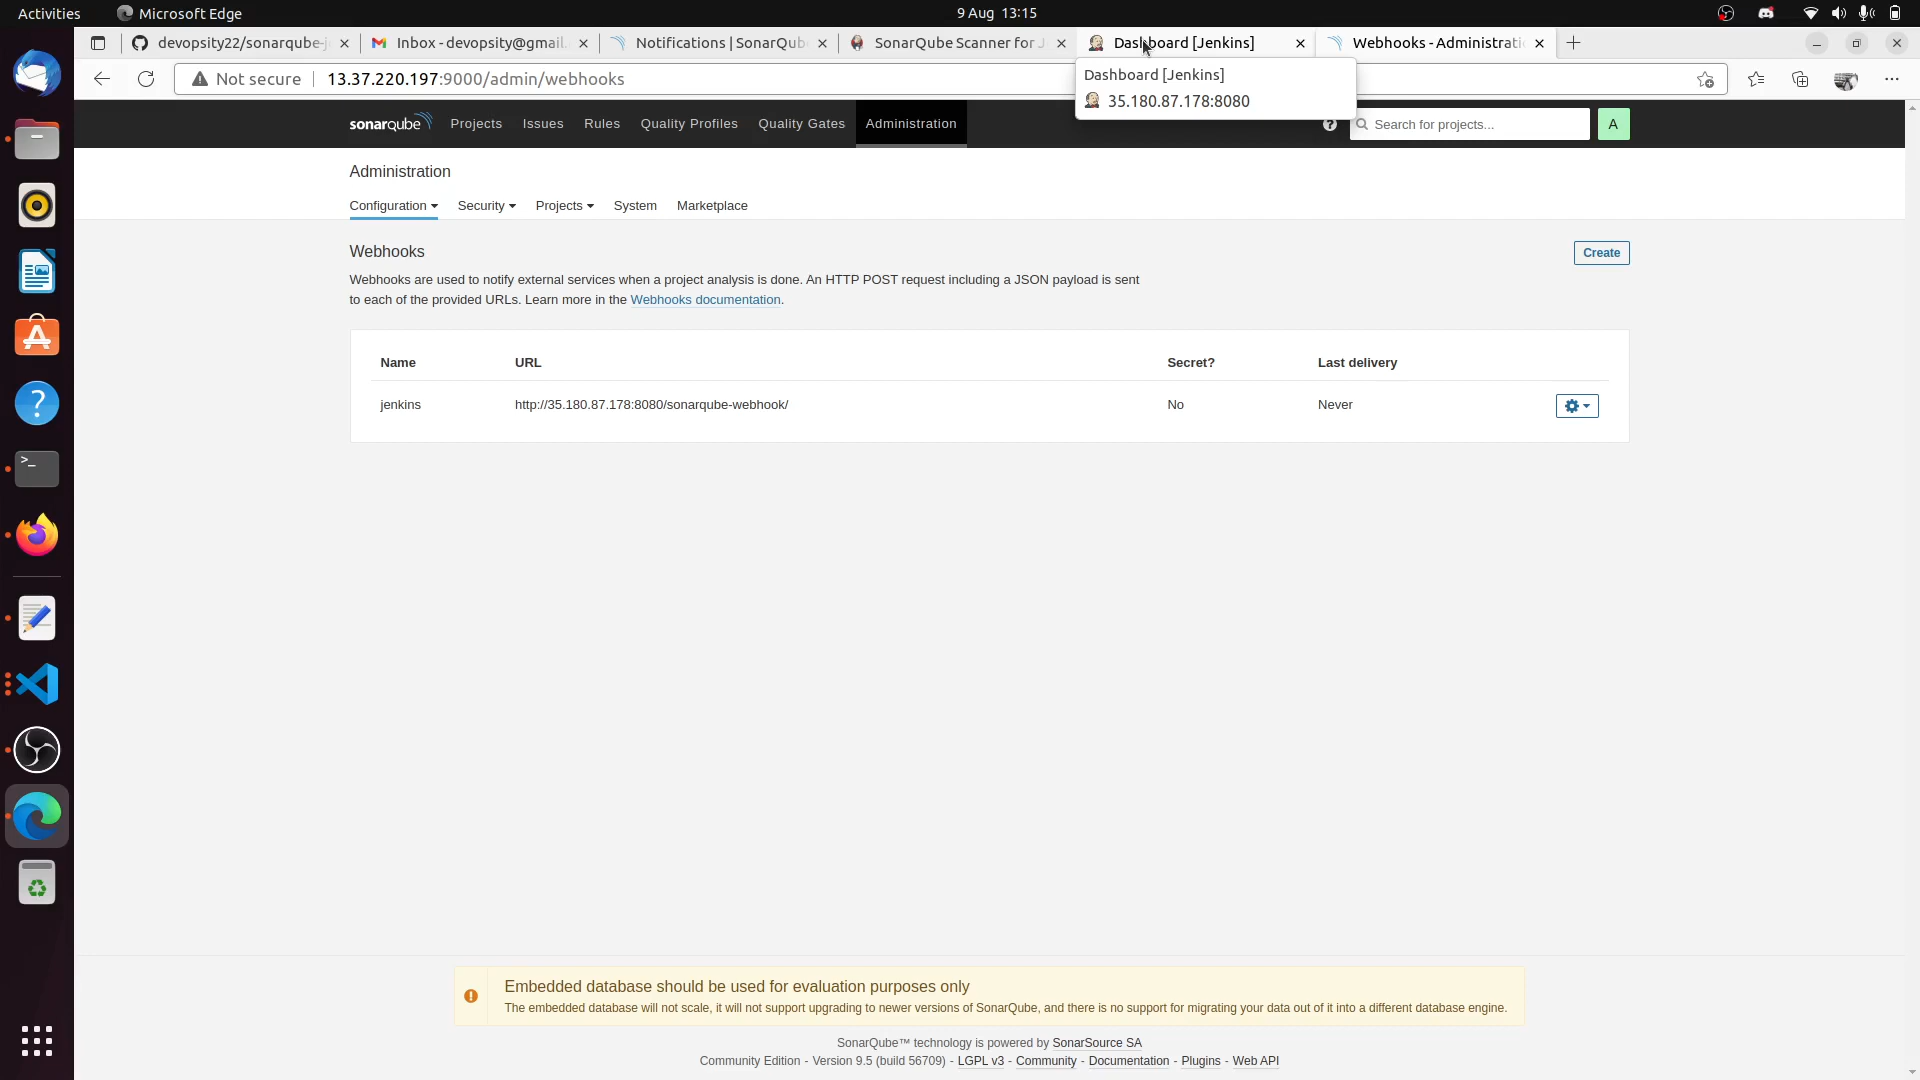 Activities
Microsoft Edge
9 Aug 13:15
devopsity22/sonarqube-j
Inbox - devopsity@gmail.
Notifications | SonarQub
SonarQube Scanner for J
Dashboard [Jenkins]
Webhooks - Administratio
Not secure
13.37.220.197:9000/admin/webhooks
Dashboard [Jenkins]
35.180.87.178:8080
sonarqube
Projects
Issues
Rules
Quality Profiles
Quality Gates
Administration
?
Search for projects...
A
Administration
Configuration
Security
Projects
System
Marketplace
Webhooks
Create
Webhooks are used to notify external services when a project analysis is done. An HTTP POST request including a JSON payload is sent
to each of the provided URLs. Learn more in the Webhooks documentation.
Name
URL
Secret?
Last delivery
jenkins
http://35.180.87.178:8080/sonarqube-webhook/
No
Never
Embedded database should be used for evaluation purposes only
The embedded database will not scale, it will not support upgrading to newer versions of SonarQube, and there is no support for migrating your data out of it into a different database engine.
SonarQube™ technology is powered by SonarSource SA
Community Edition - Version 9.5 (build 56709) - LGPL v3 - Community - Documentation - Plugins - Web API